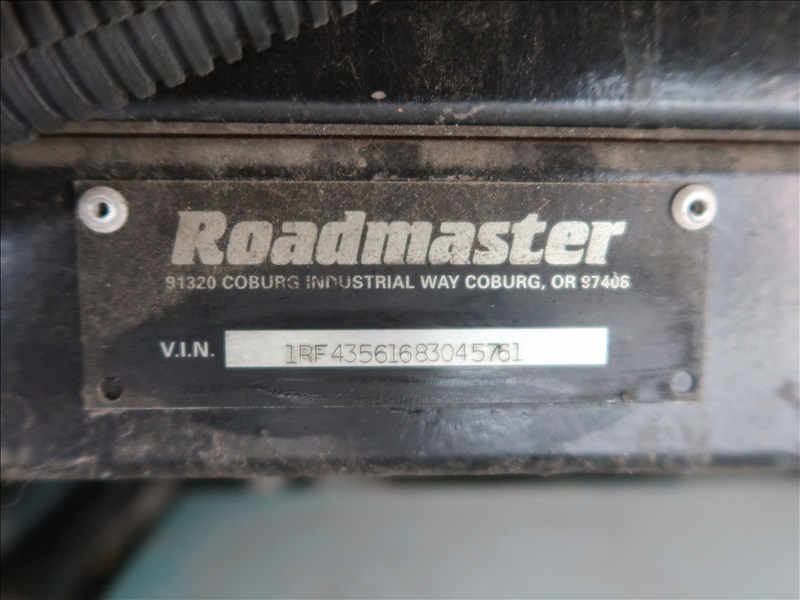 Roadmaster
91320 COBURG INDUSTRIAL WAY COBURG, OR 97408
V.I.N. 1RF43561683045761